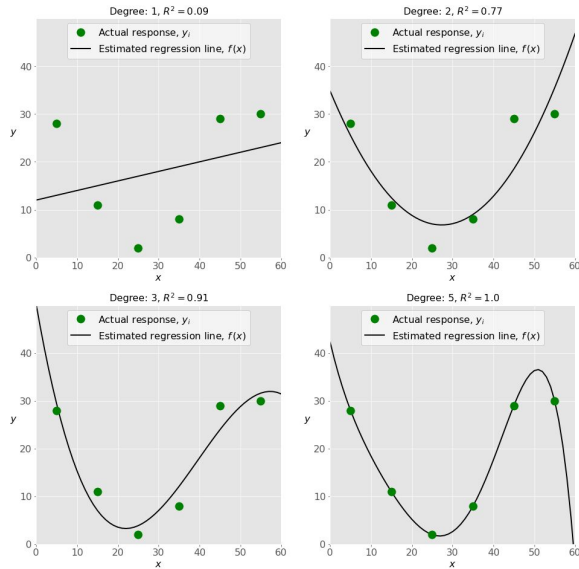 Degree: 1, R² = 0.09
Actual response, yᵢ
Estimated regression line, f(x)
y
40
30
20
10
0
0 10 20 30 40 50 60
x
Degree: 2, R² = 0.77
Actual response, yᵢ
Estimated regression line, f(x)
y
40
30
20
10
0
0 10 20 30 40 50 60
x
Degree: 3, R² = 0.91
Actual response, yᵢ
Estimated regression line, f(x)
y
40
30
20
10
0
0 10 20 30 40 50 60
x
Degree: 5, R² = 1.0
Actual response, yᵢ
Estimated regression line, f(x)
y
40
30
20
10
0
0 10 20 30 40 50 60
x